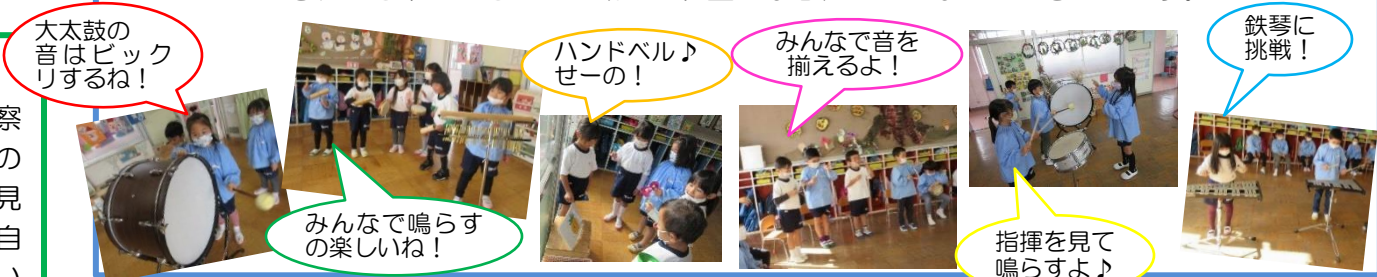 大太鼓の
音はビック
リするね！
ハンドベル♪
せーの！
みんなで音を
揃えるよ！
鉄琴に
挑戦！
みんなで鳴らす
の楽しいね！
指揮を見て
鳴らすよ♪
察
の
見
自